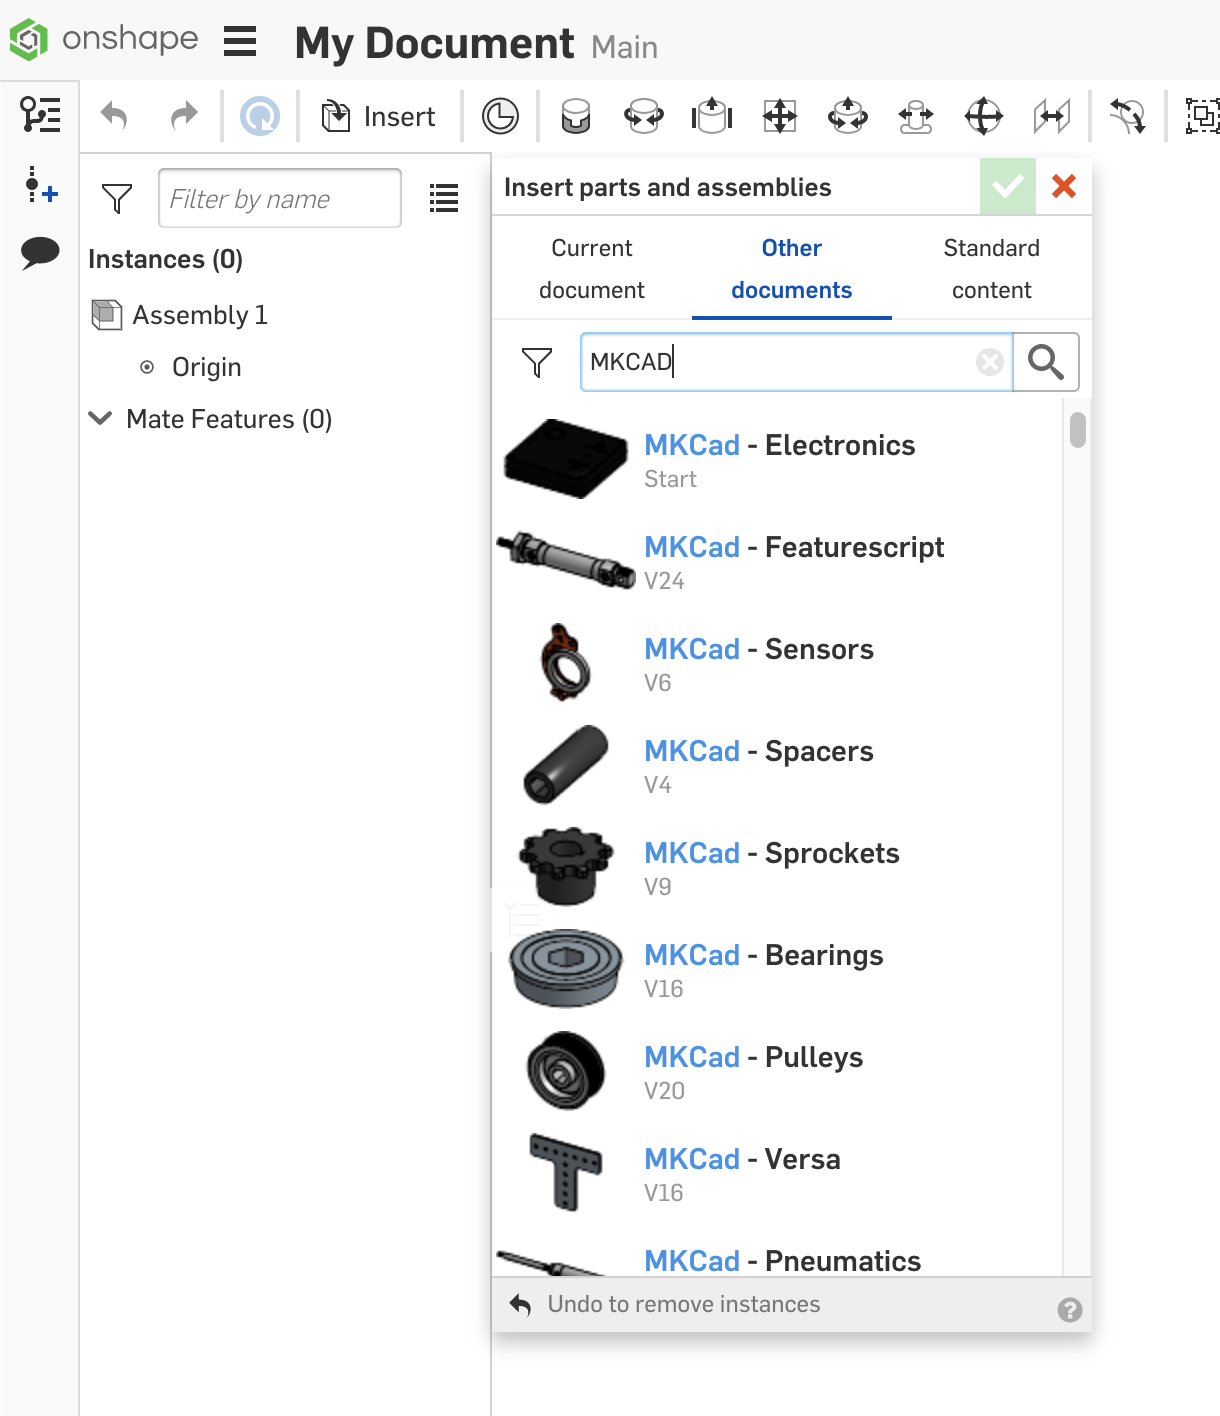 onshape
My Document Main
Insert
Filter by name
Instances (0)
Assembly 1
Origin
Mate Features (0)
Insert parts and assemblies
Current document
Other documents
Standard content
MKCAD
MKCad - Electronics
Start
MKCad - Featurescript
V24
MKCad - Sensors
V6
MKCad - Spacers
V4
MKCad - Sprockets
V9
MKCad - Bearings
V16
MKCad - Pulleys
V20
MKCad - Versa
V16
MKCad - Pneumatics
Undo to remove instances